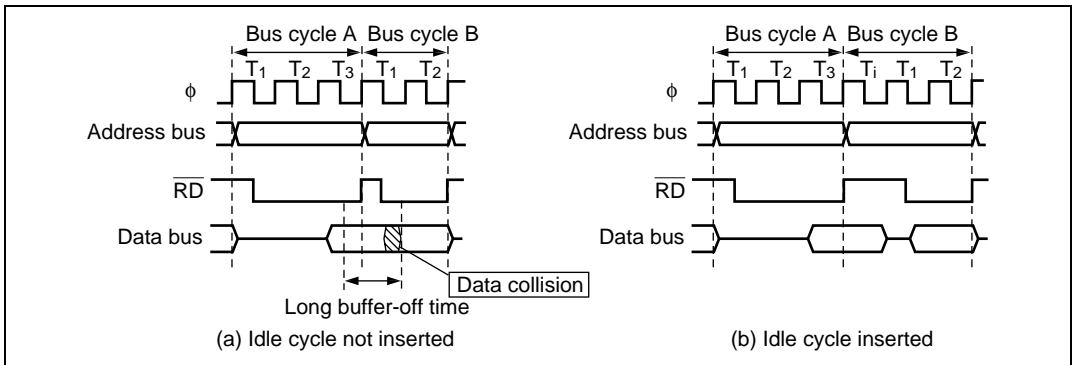 Bus cycle A Bus cycle B
T1 T2 T3 T1 T2
ϕ
Address bus
RD
Data bus
Data collision
Long buffer-off time
(a) Idle cycle not inserted
Bus cycle A Bus cycle B
T1 T2 T3 Ti T1 T2
ϕ
Address bus
RD
Data bus
(b) Idle cycle inserted